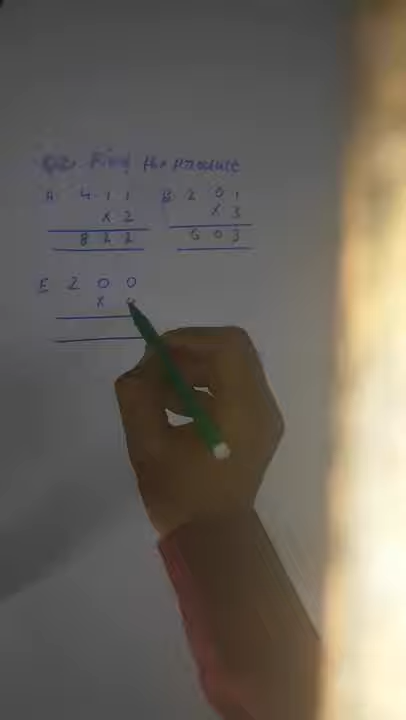 Q2. Find the product
A 4 1 1 B 2 0 1
x 2 x 3
8 2 2 6 0 3
E 2 0 0
x